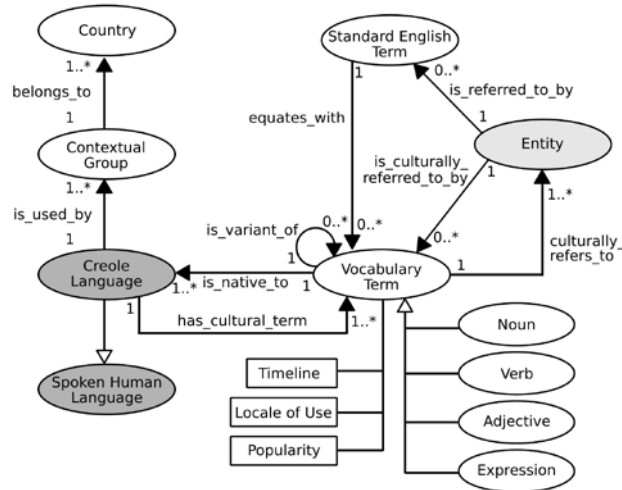 Country
1..*
belongs_to
1
Contextual
Group
1..*
is_used_by
1
Creole
Language
1..*
is_native_to
1
1
has_cultural_term
1..*
Spoken Human
Language
Standard English
Term
1
0..*
equates_with
is_referred_to_by
1
Entity
is_culturally_
referred_to_by
1
1..*
is_variant_of
0..*
0..*
0..*
1
Vocabulary
Term
1
culturally_
refers_to
Timeline
Locale of Use
Popularity
Noun
Verb
Adjective
Expression